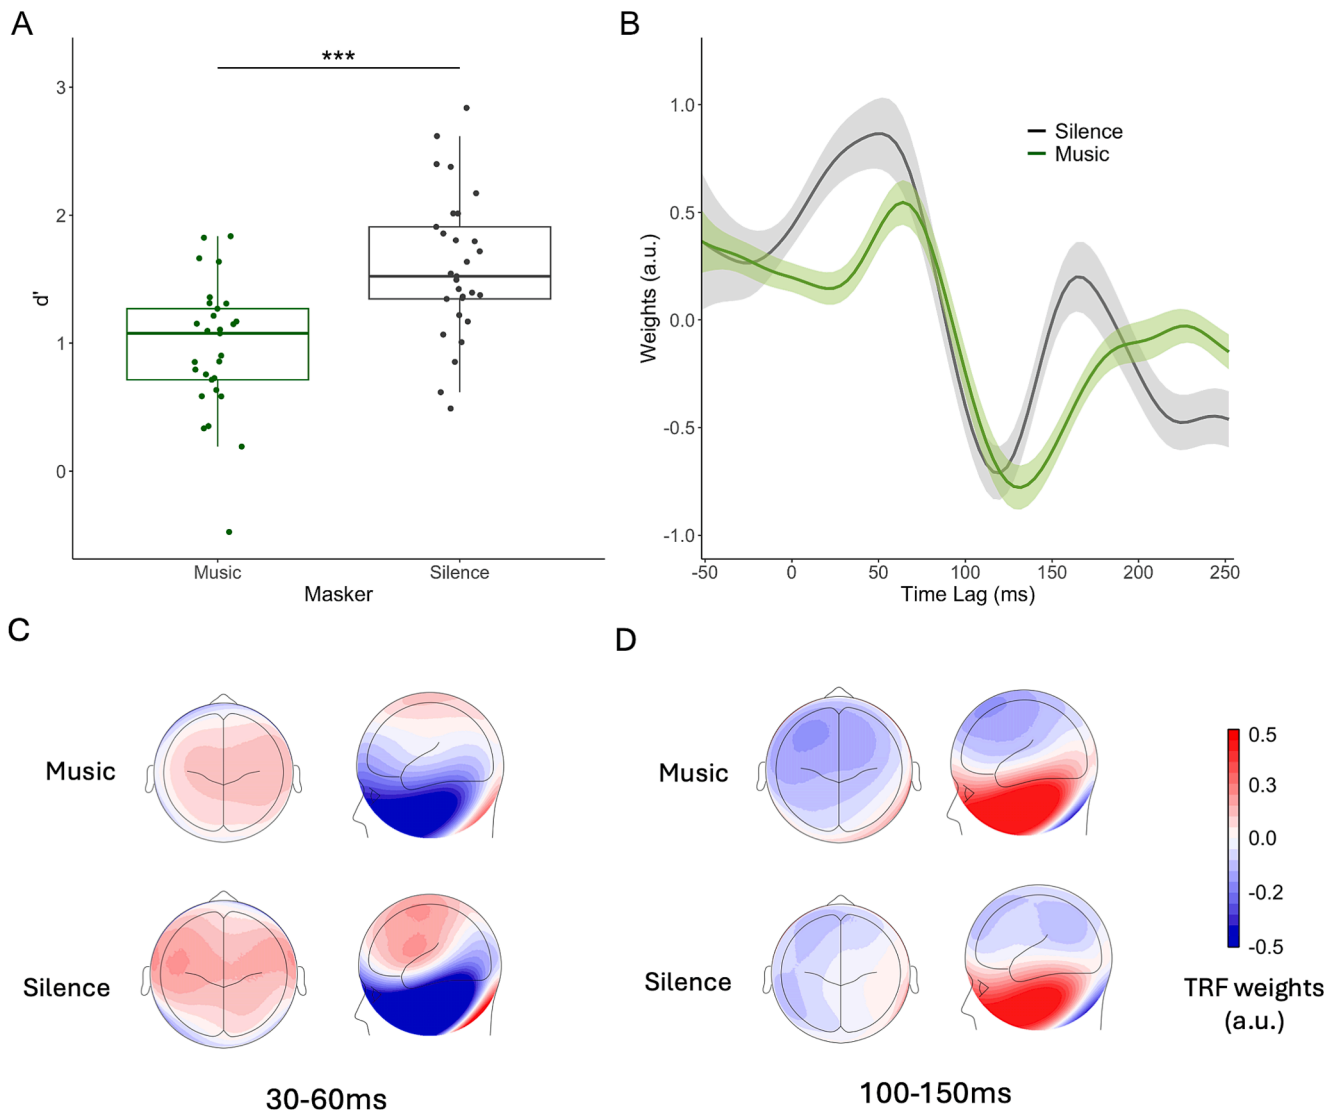 A
B
***
3
2
1
0
d'
Music
Silence
Masker
1.0
0.5
0.0
-0.5
-1.0
Weights (a.u.)
Silence
Music
-50
0
50
100
150
200
250
Time Lag (ms)
C
D
Music
Silence
30-60ms
Music
Silence
100-150ms
0.5
0.3
0.0
-0.2
-0.5
TRF weights
(a.u.)